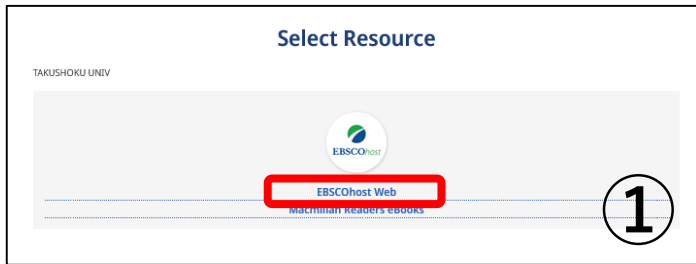 Select Resource
TAKUSHOKU UNIV
EBSCOhost
EBSCOhost Web
Macmillan Readers eBooks
①